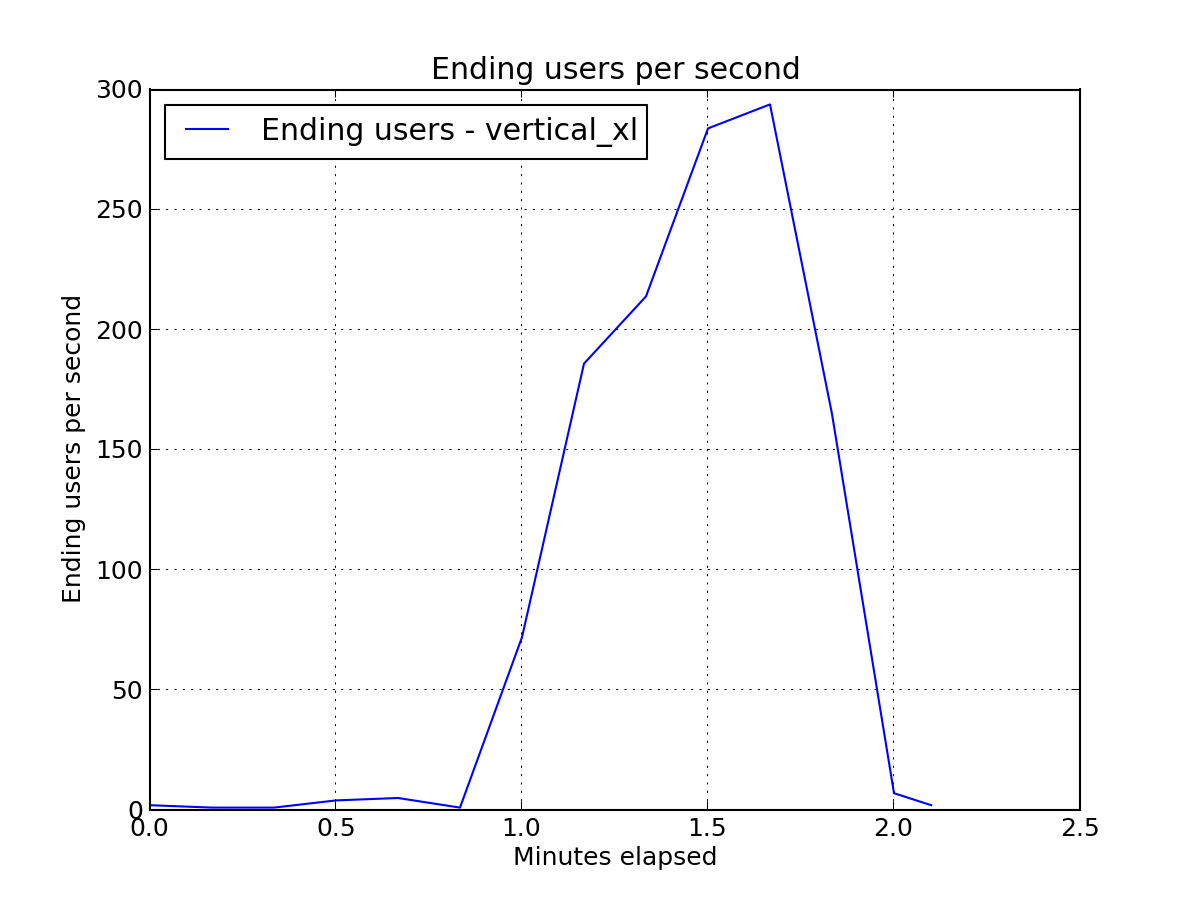 Ending users per second
Ending users - vertical_xl
Ending users per second
300
250
200
150
100
50
0
0.0 0.5 1.0 1.5 2.0 2.5
Minutes elapsed